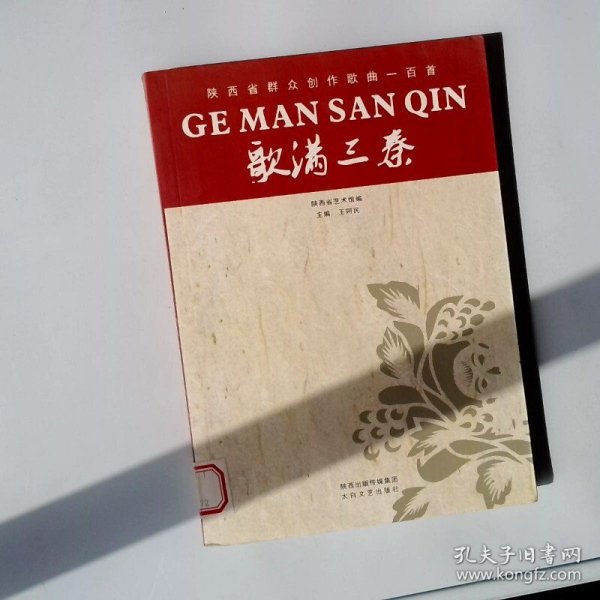 陕西省群众创作歌曲一百首
GE MAN SAN QIN
歌满三秦
陕西省艺术馆编
主编 王阿民
陕西出版传媒集团
太白文艺出版社
72
孔夫子旧书网
www.kongfz.com